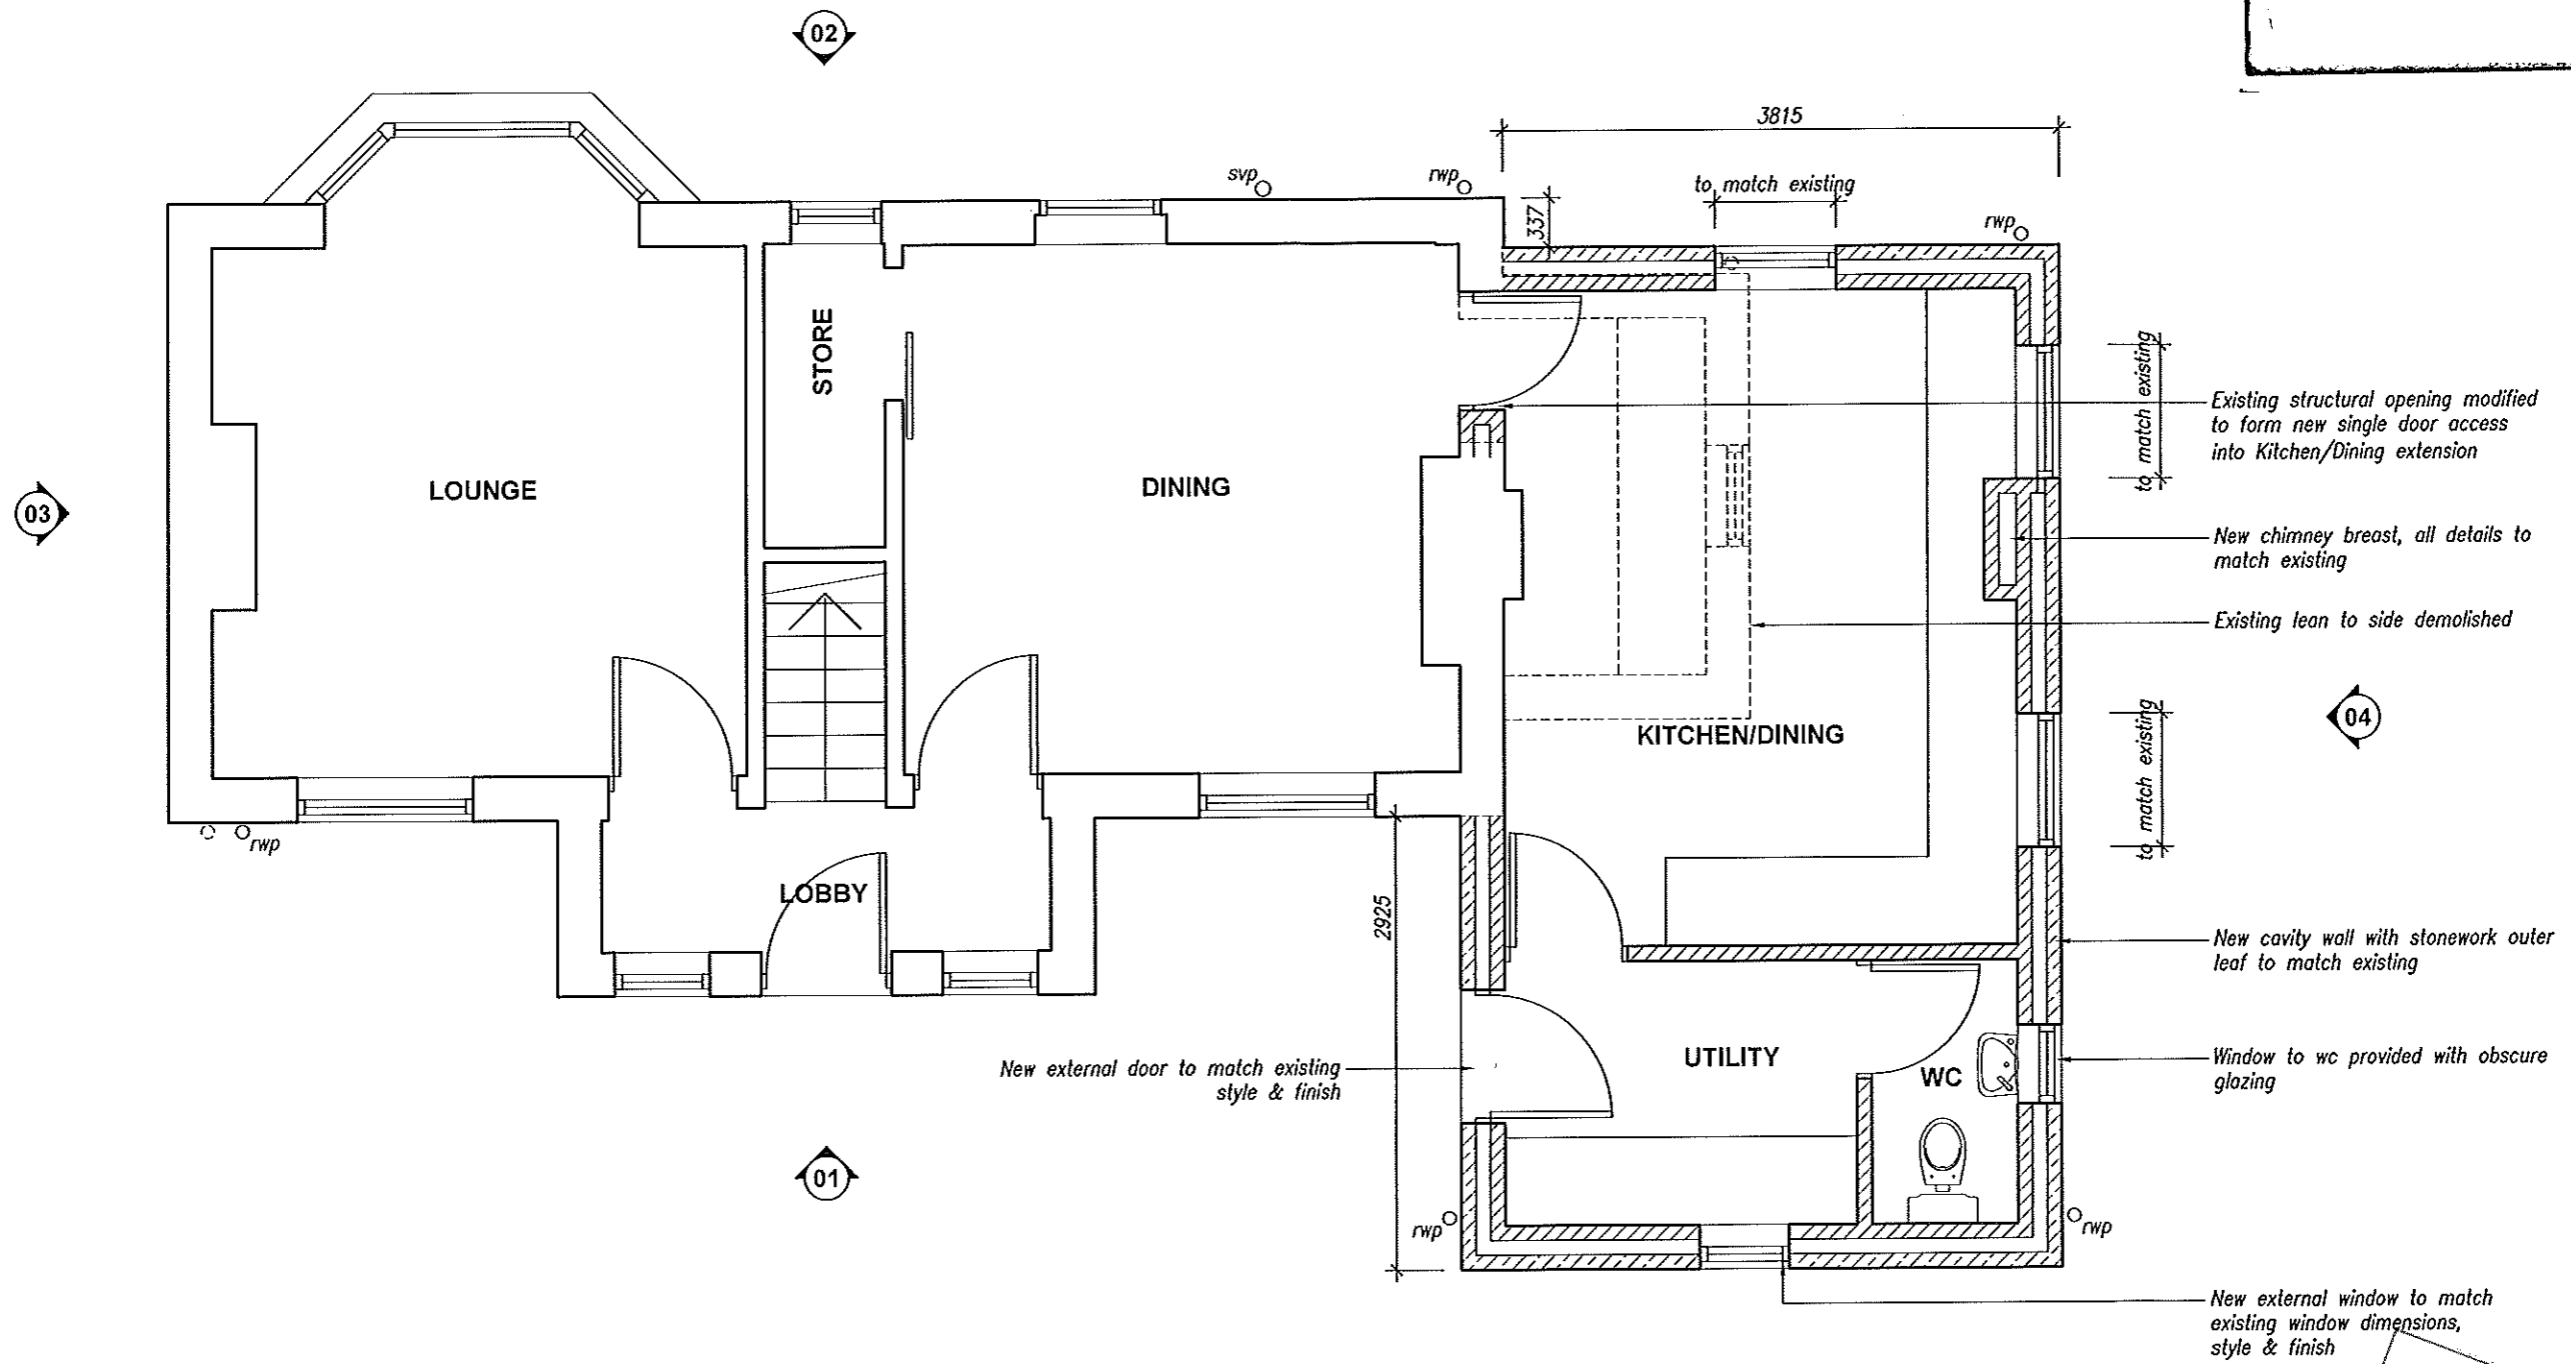 02
3815
svp
rwp
to match existing
337
rwp
STORE
to match existing
Existing structural opening modified
to form new single door access
into Kitchen/Dining extension
LOUNGE
DINING
03
New chimney breast, all details to
match existing
Existing lean to side demolished
04
KITCHEN/DINING
to match existing
rwp
LOBBY
2925
New cavity wall with stonework outer
leaf to match existing
New external door to match existing
style & finish
UTILITY
WC
Window to wc provided with obscure
glazing
01
rwp
rwp
New external window to match
existing window dimensions,
style & finish